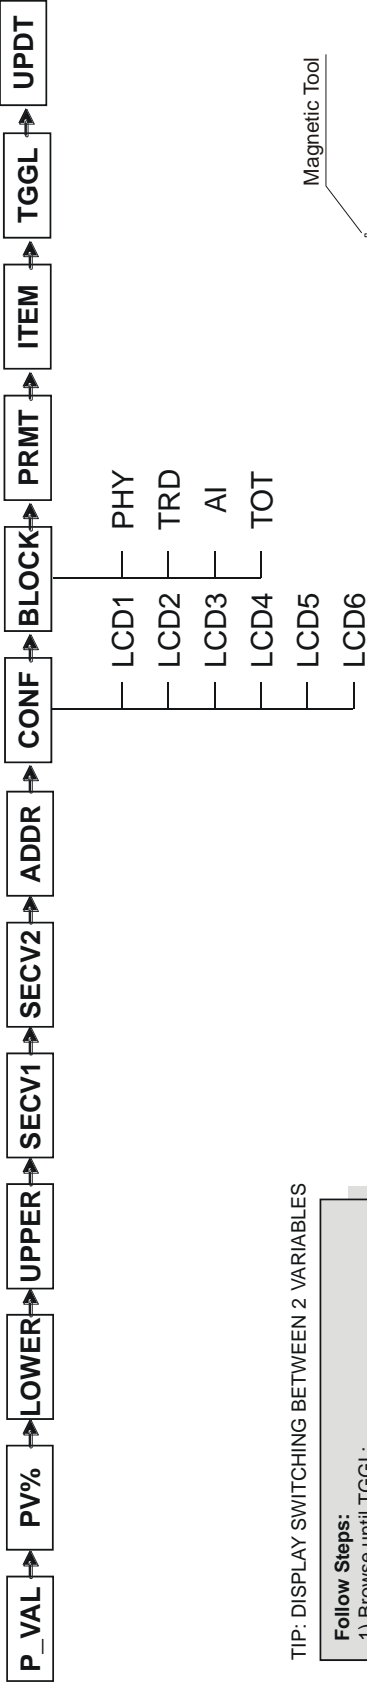 P_VAL PV% LOWER UPPER SECV1 SECV2 ADDR CONF BLOCK PRMT ITEM TGGL UPDT
LCD1 PHY
LCD2 TRD
LCD3 AI
LCD4 TOT
LCD5
LCD6
TIP: DISPLAY SWITCHING BETWEEN 2 VARIABLES
Magnetic Tool
Follow Steps:
1) Browse until TGGL;